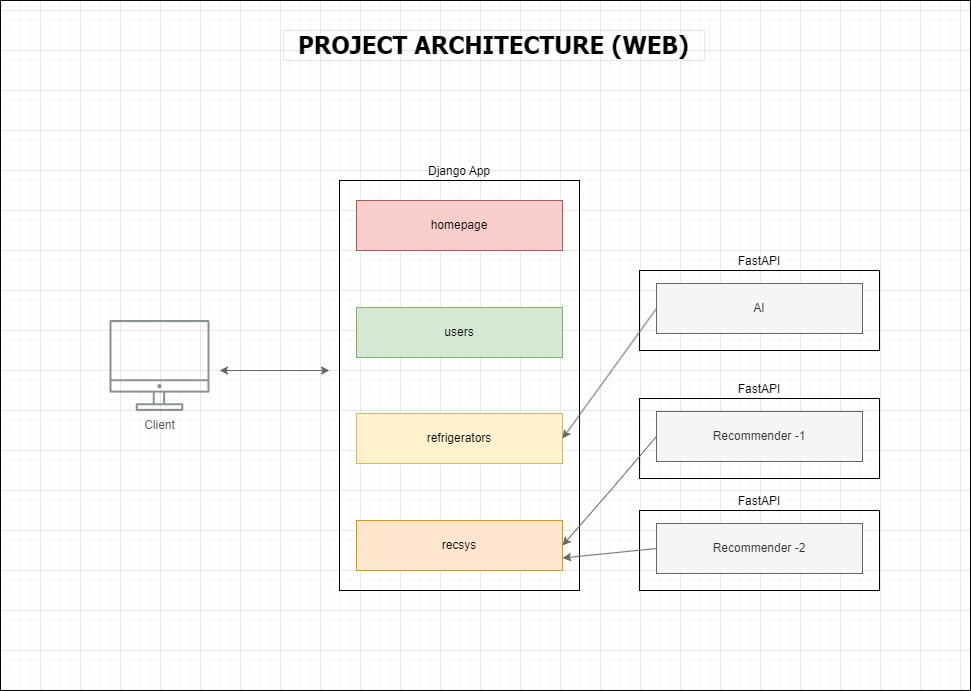 PROJECT ARCHITECTURE (WEB)
Django App
homepage
users
refrigerators
recsys
Client
FastAPI
AI
FastAPI
Recommender -1
FastAPI
Recommender -2